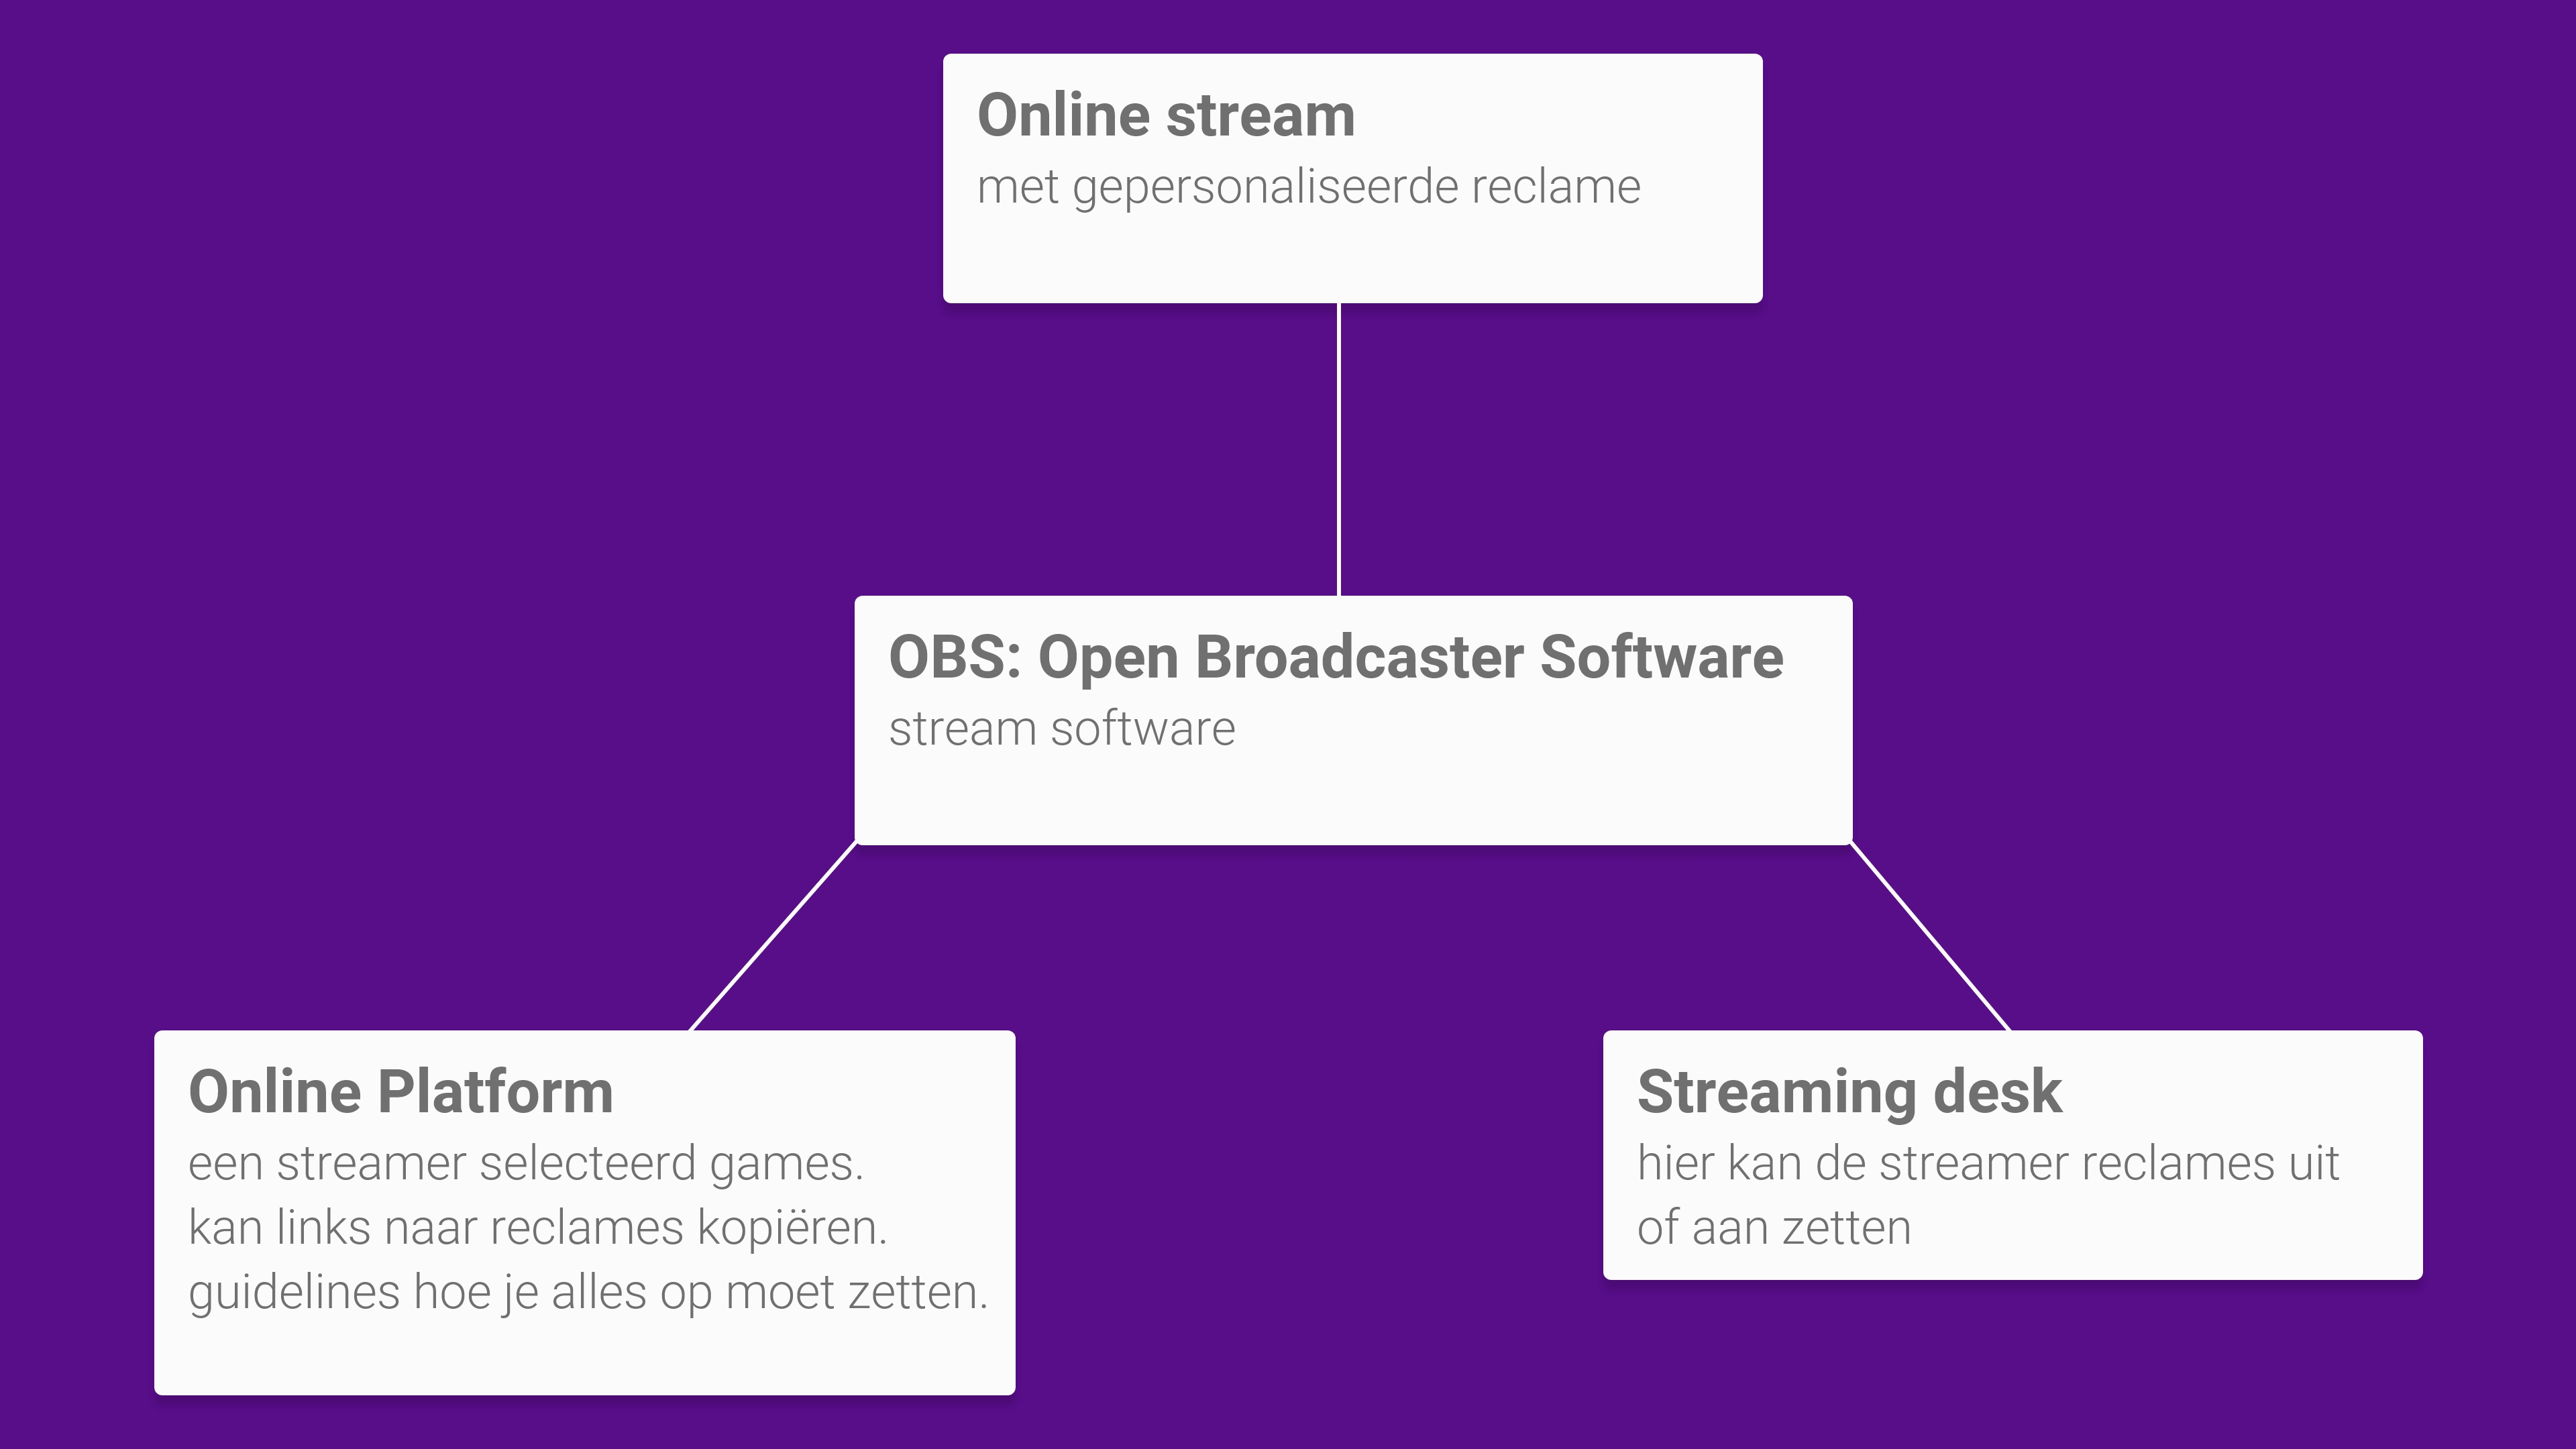 Online stream
met gepersonaliseerde reclame
OBS: Open Broadcaster Software
stream software
Online Platform
een streamer selecteerd games.
kan links naar reclames kopiëren.
guidelines hoe je alles op moet zetten.
Streaming desk
hier kan de streamer reclames uit
of aan zetten